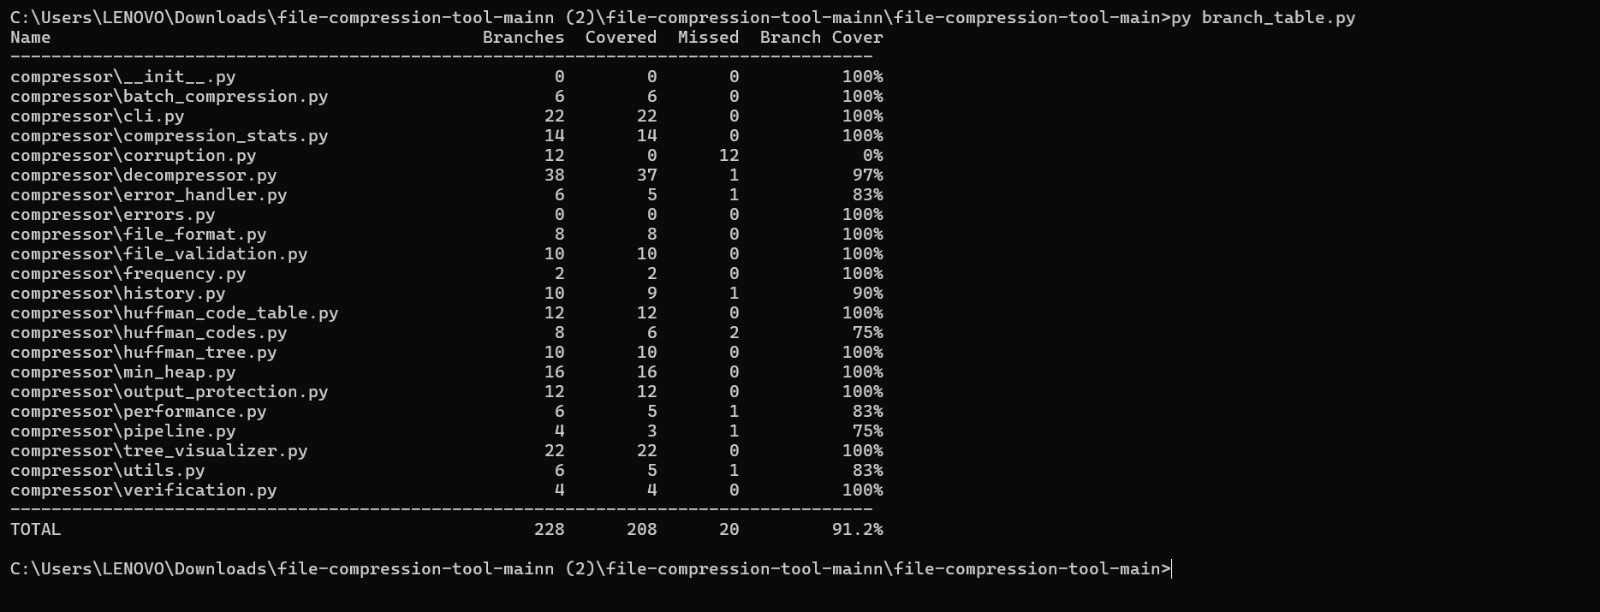 C:\Users\LENOVO\Downloads\file-compression-tool-mainn (2)\file-compression-tool-mainn\file-compression-tool-main>py branch_table.py
Name                                              Branches  Covered  Missed  Branch Cover
------------------------------------------------------------------------------------
compressor\__init__.py                                   0        0       0          100%
compressor\batch_compression.py                          6        6       0          100%
compressor\cli.py                                       22       22       0          100%
compressor\compression_stats.py                         14       14       0          100%
compressor\corruption.py                                12        0      12            0%
compressor\decompressor.py                              38       37       1           97%
compressor\error_handler.py                              6        5       1           83%
compressor\errors.py                                     0        0       0          100%
compressor\file_format.py                                8        8       0          100%
compressor\file_validation.py                           10       10       0          100%
compressor\frequency.py                                  2        2       0          100%
compressor\history.py                                   10        9       1           90%
compressor\huffman_code_table.py                        12       12       0          100%
compressor\huffman_codes.py                              8        6       2           75%
compressor\huffman_tree.py                              10       10       0          100%
compressor\min_heap.py                                  16       16       0          100%
compressor\output_protection.py                         12       12       0          100%
compressor\performance.py                                6        5       1           83%
compressor\pipeline.py                                   4        3       1           75%
compressor\tree_visualizer.py                           22       22       0          100%
compressor\utils.py                                      6        5       1           83%
compressor\verification.py                               4        4       0          100%
------------------------------------------------------------------------------------
TOTAL                                                  228      208      20         91.2%
C:\Users\LENOVO\Downloads\file-compression-tool-mainn (2)\file-compression-tool-mainn\file-compression-tool-main>